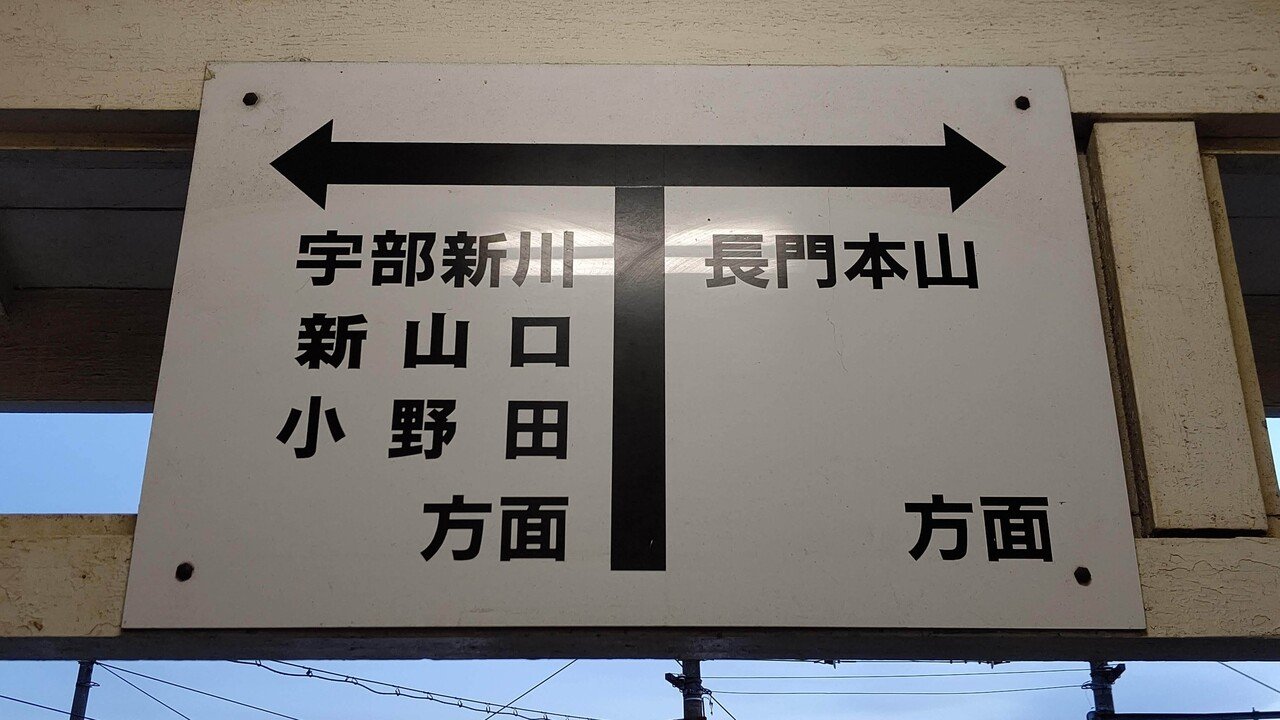 宇部新川
新山口
小野田
方面
長門本山
方面